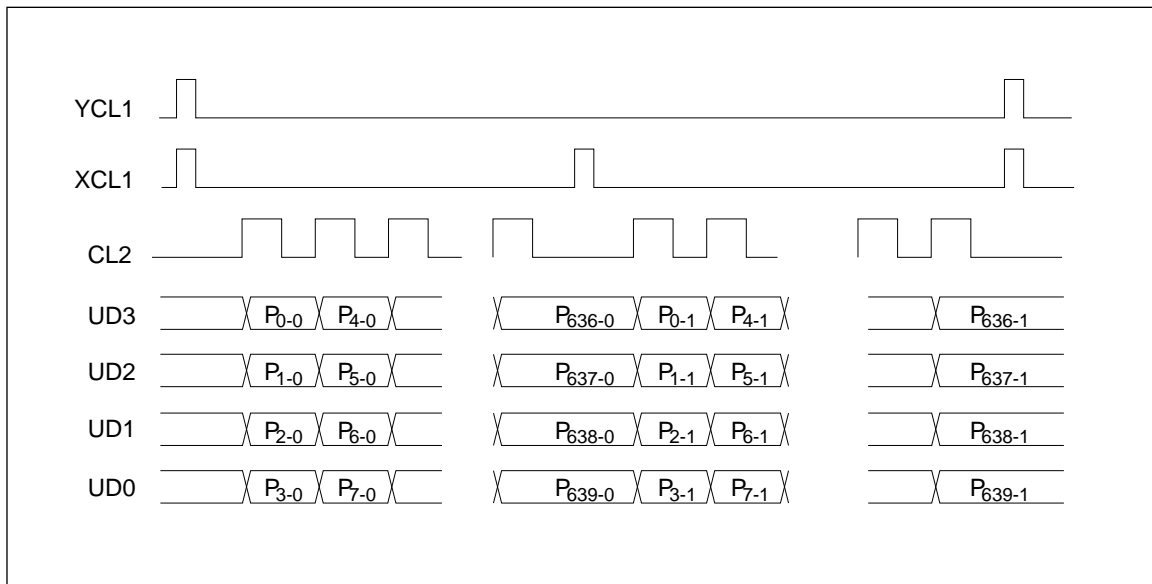 YCL1
XCL1
CL2
UD3 P0-0 P4-0 P636-0 P0-1 P4-1 P636-1
UD2 P1-0 P5-0 P637-0 P1-1 P5-1 P637-1
UD1 P2-0 P6-0 P638-0 P2-1 P6-1 P638-1
UD0 P3-0 P7-0 P639-0 P3-1 P7-1 P639-1